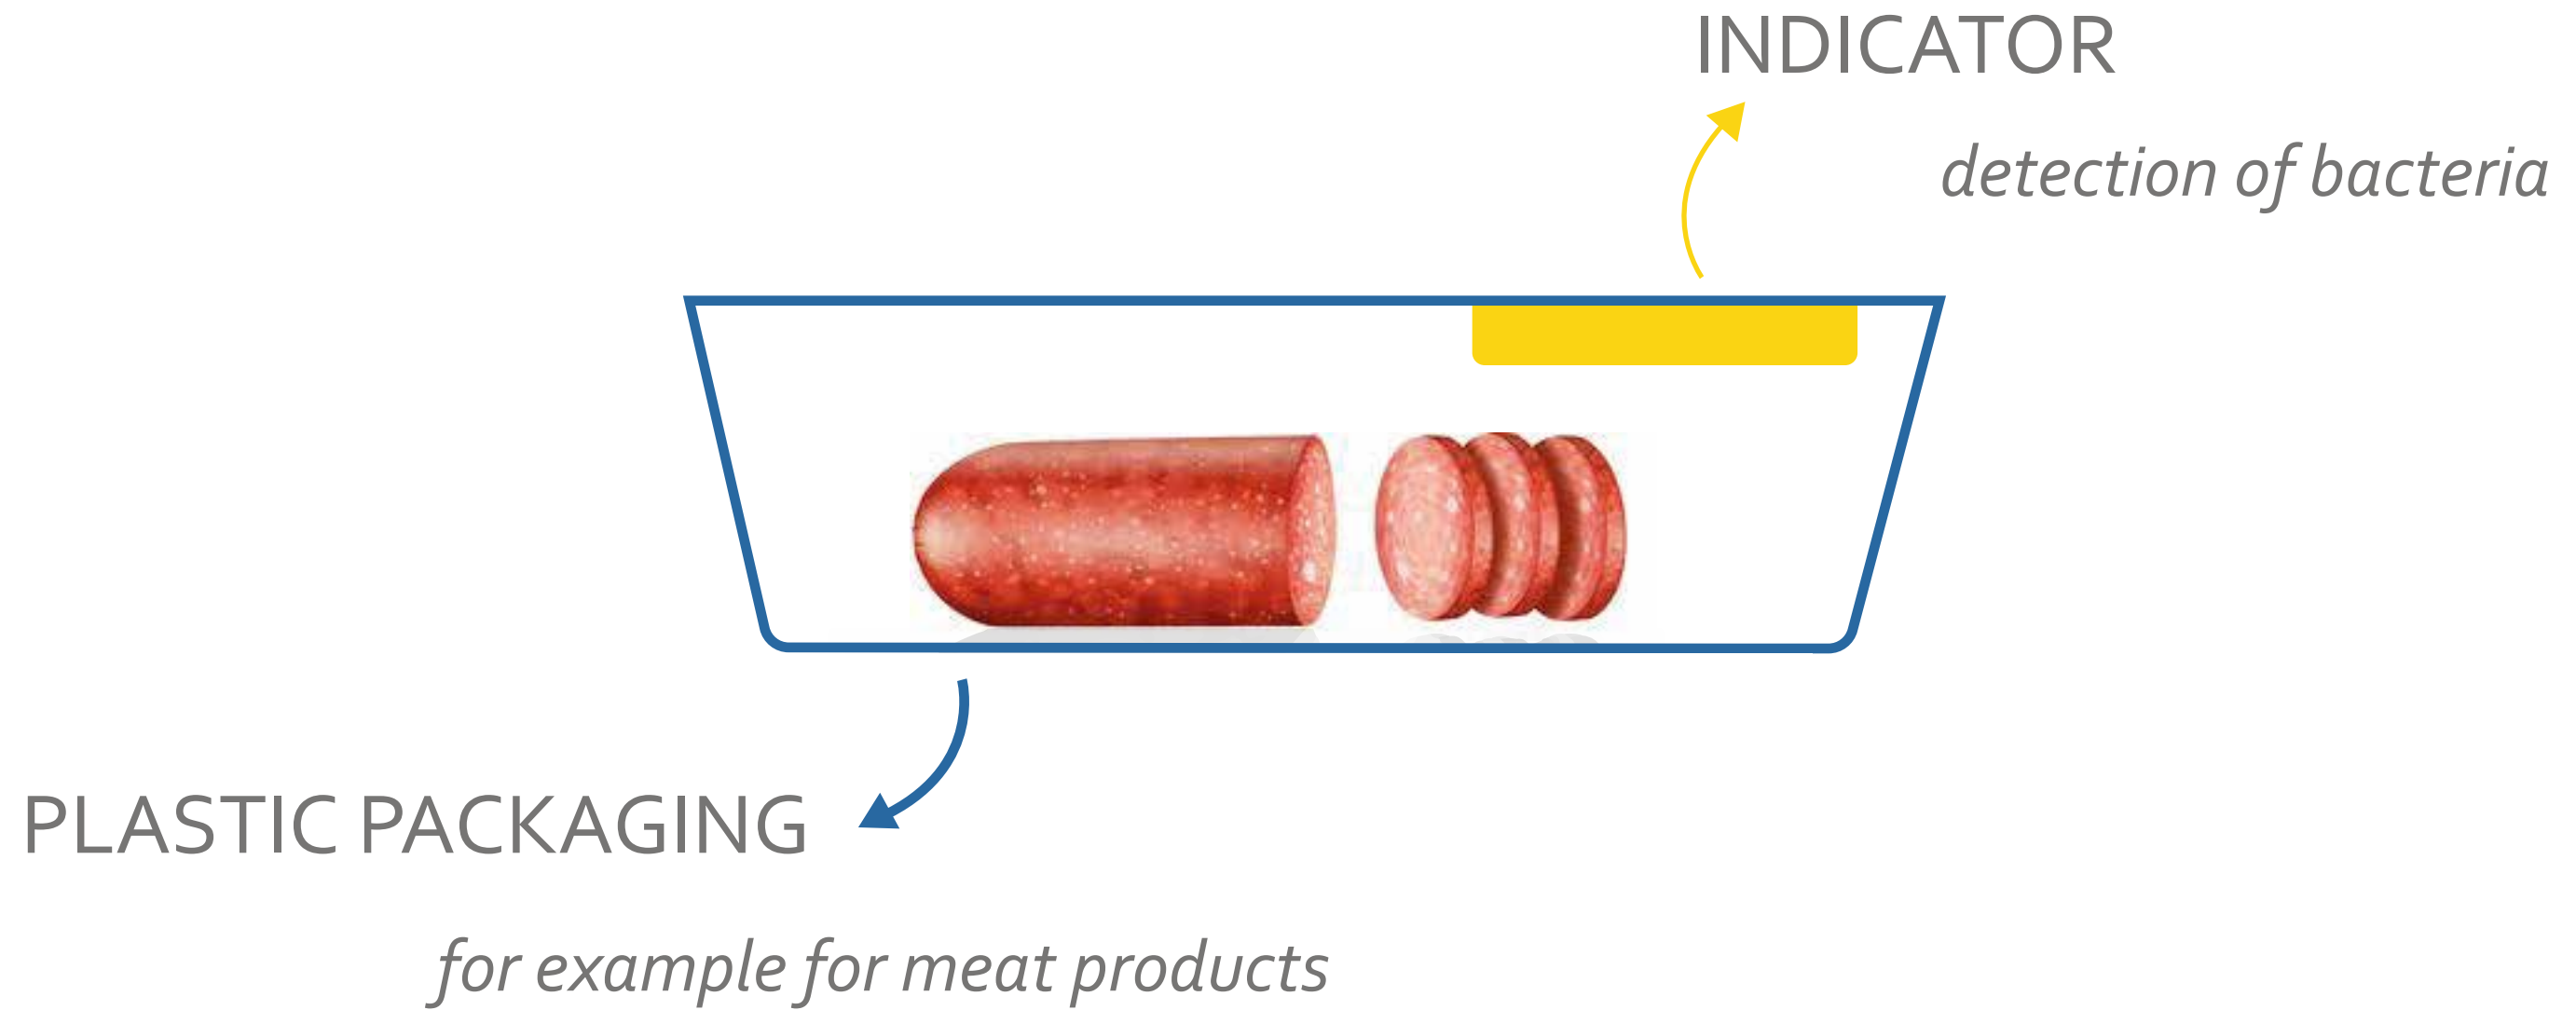 INDICATOR
detection of bacteria
PLASTIC PACKAGING
for example for meat products